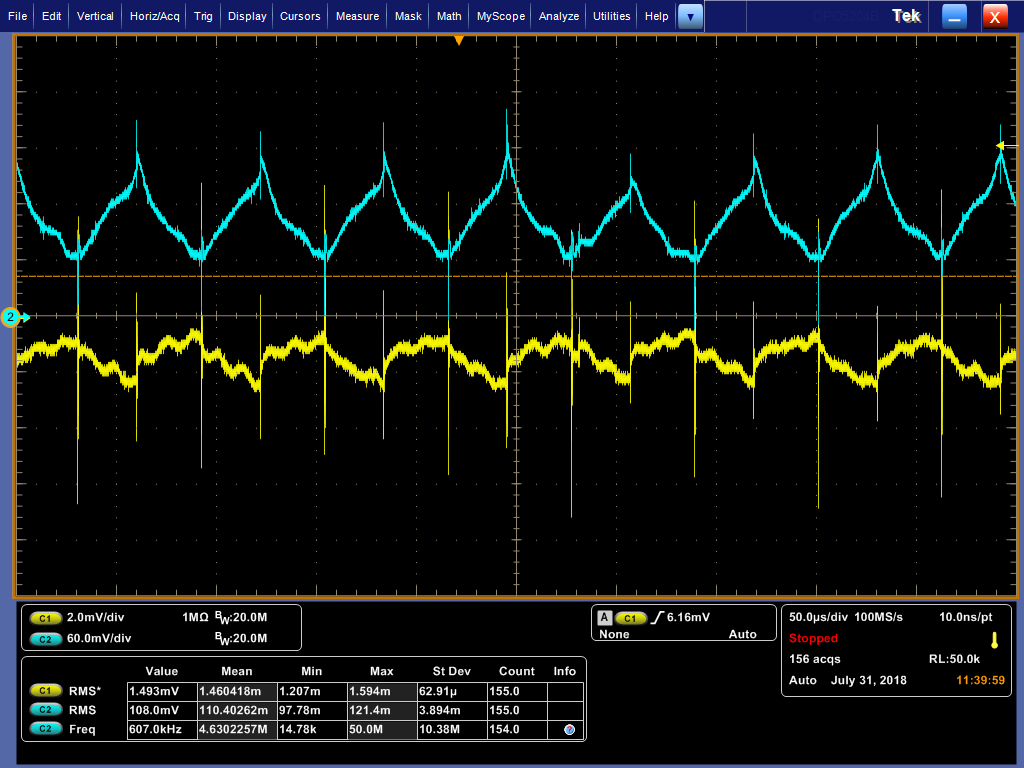 File Edit Vertical Horiz/Acq Trig Display Cursors Measure Mask Math MyScope Analyze Utilities Help Tek X
2
C1 2.0mV/div 1MΩ BW:20.0M
C2 60.0mV/div BW:20.0M
A C1 6.16mV
None Auto
50.0µs/div 100MS/s 10.0ns/pt
Stopped
156 acqs RL:50.0k
Auto July 31, 2018 11:39:59
Value Mean Min Max St Dev Count Info
C1 RMS* 1.493mV 1.460418m 1.207m 1.594m 62.91µ 155.0
C2 RMS 108.0mV 110.40262m 97.78m 121.4m 3.894m 155.0
C2 Freq 607.0kHz 4.6302257M 14.78k 50.0M 10.38M 154.0